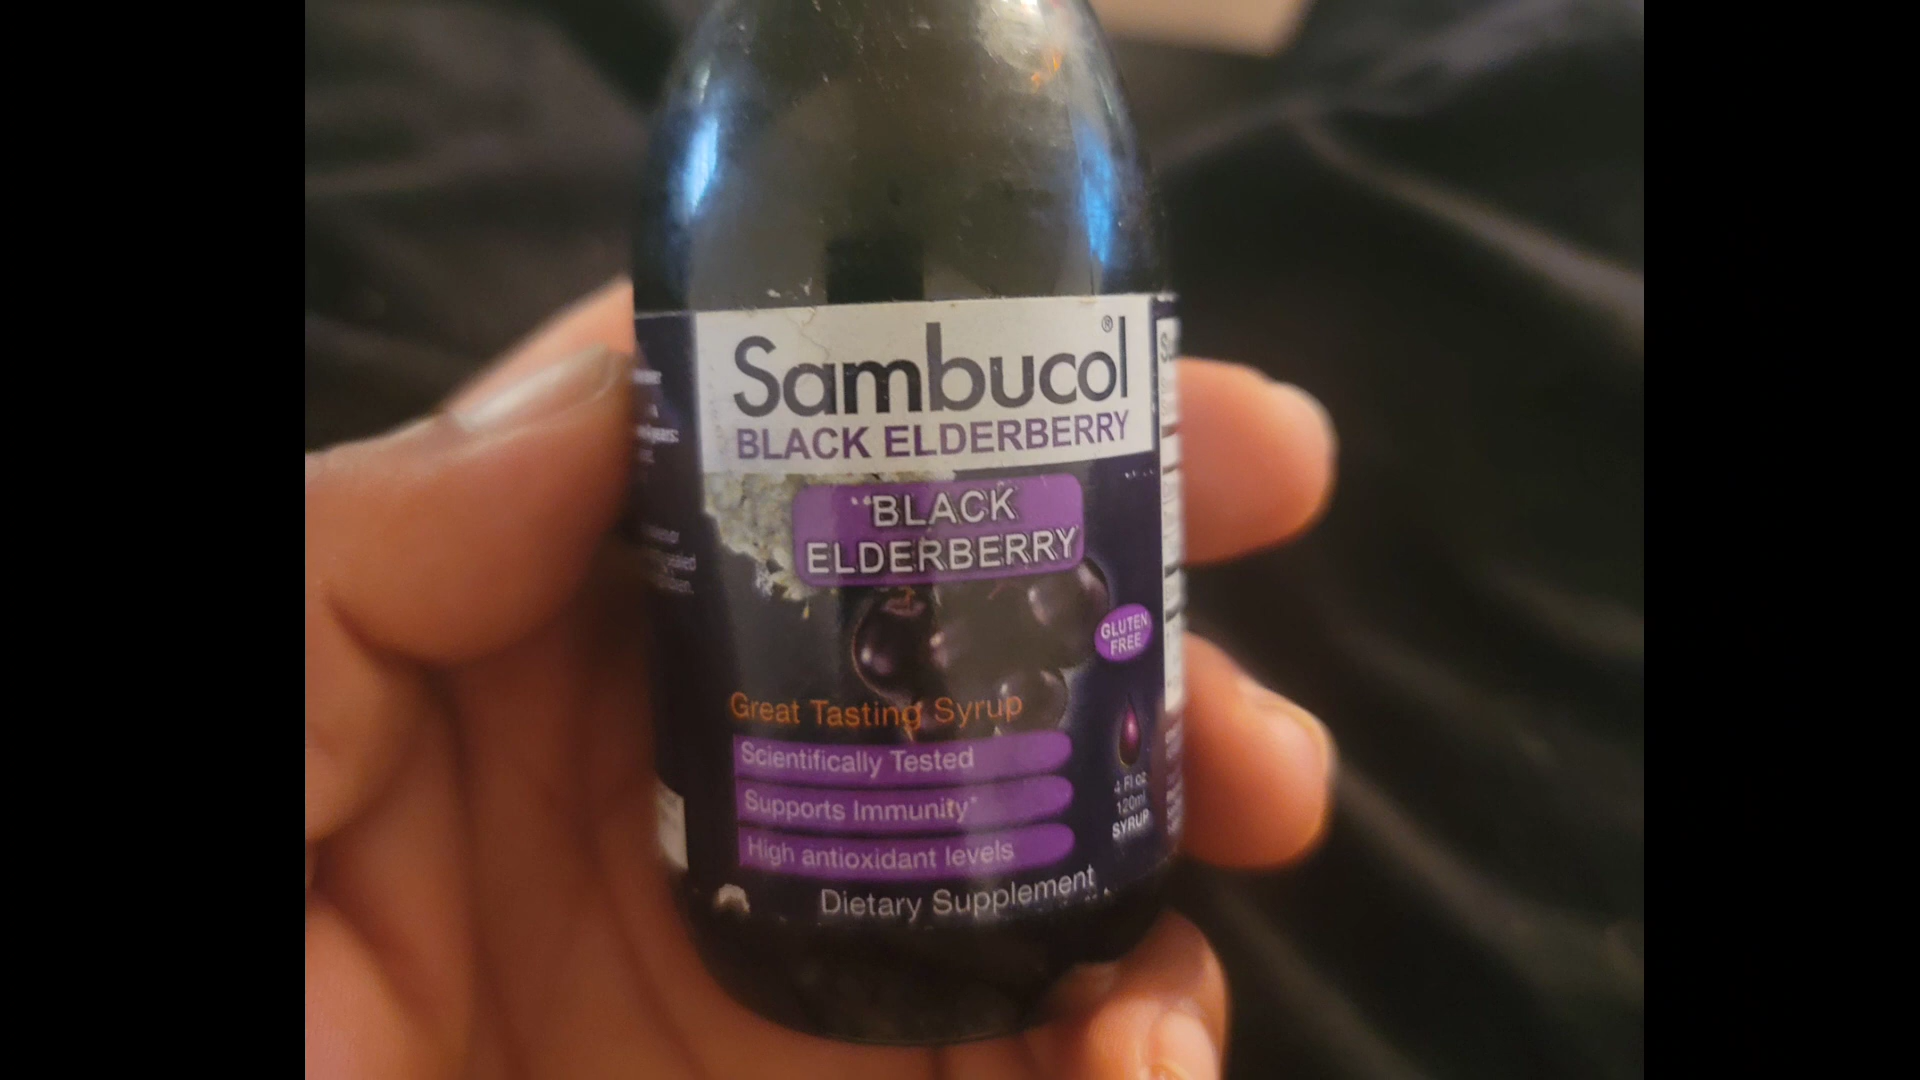 Sambucol®
BLACK ELDERBERRY
BLACK
ELDERBERRY
GLUTEN
FREE
Great Tasting Syrup
Scientifically Tested
Supports Immunity*
High antioxidant levels
4 Fl oz
120ml
SYRUP
Dietary Supplement